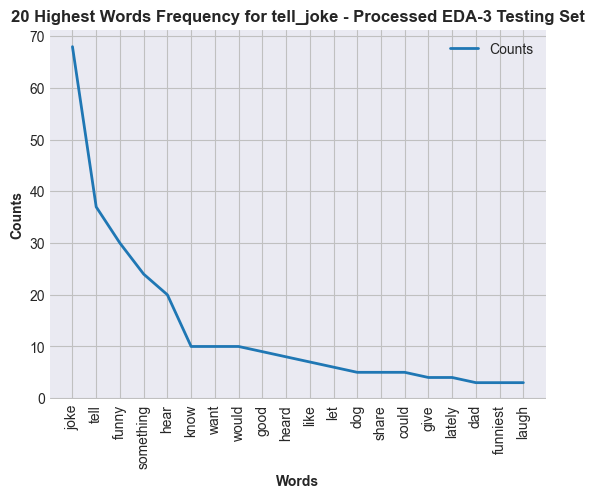 20 Highest Words Frequency for tell_joke - Processed EDA-3 Testing Set
Counts
70
60
50
40
30
20
10
0
Counts
joke
tell
funny
something
hear
know
want
would
good
heard
like
let
dog
share
could
give
lately
dad
funniest
laugh
Words